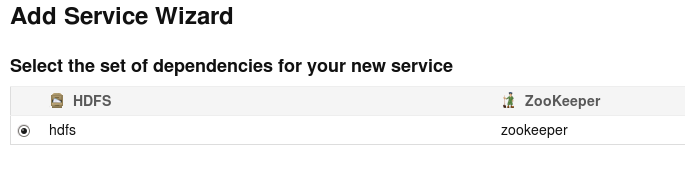 Add Service Wizard
Select the set of dependencies for your new service
HDFS ZooKeeper
hdfs zookeeper